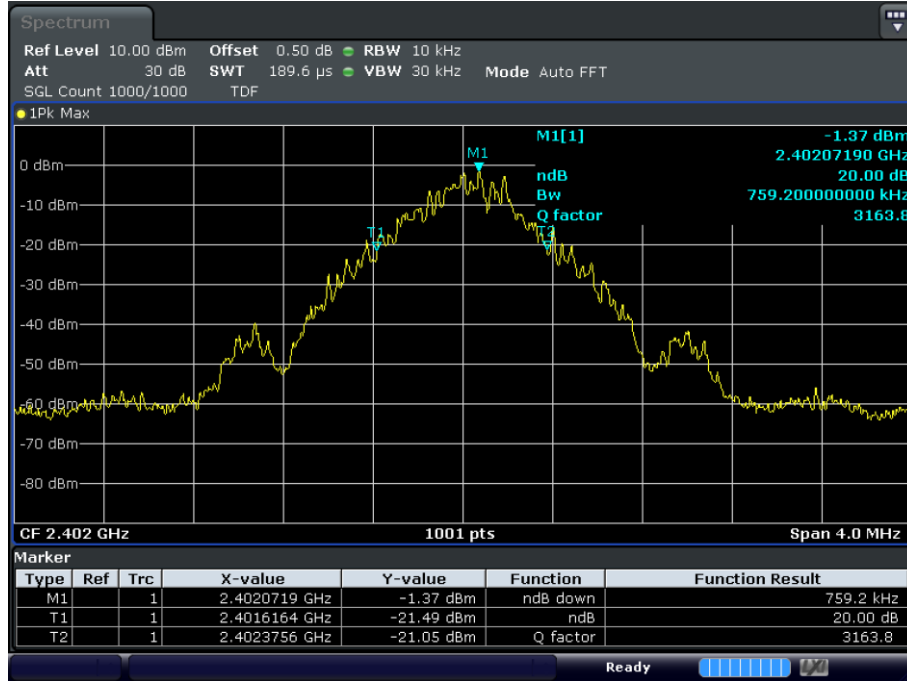 Spectrum
Ref Level 10.00 dBm Offset 0.50 dB RBW 10 kHz
Att 30 dB SWT 189.6 µs VBW 30 kHz Mode Auto FFT
SGL Count 1000/1000 TDF
1Pk Max
M1[1] -1.37 dBm
2.40207190 GHz
ndB 20.00 dB
Bw 759.200000000 kHz
Q factor 3163.8
M1
T1
T2
0 dBm
-10 dBm
-20 dBm
-30 dBm
-40 dBm
-50 dBm
-60 dBm
-70 dBm
-80 dBm
CF 2.402 GHz 1001 pts Span 4.0 MHz
Marker
Type Ref Trc X-value Y-value Function Function Result
M1 1 2.4020719 GHz -1.37 dBm ndB down 759.2 kHz
T1 1 2.4016164 GHz -21.49 dBm ndB 20.00 dB
T2 1 2.4023756 GHz -21.05 dBm Q factor 3163.8
Ready